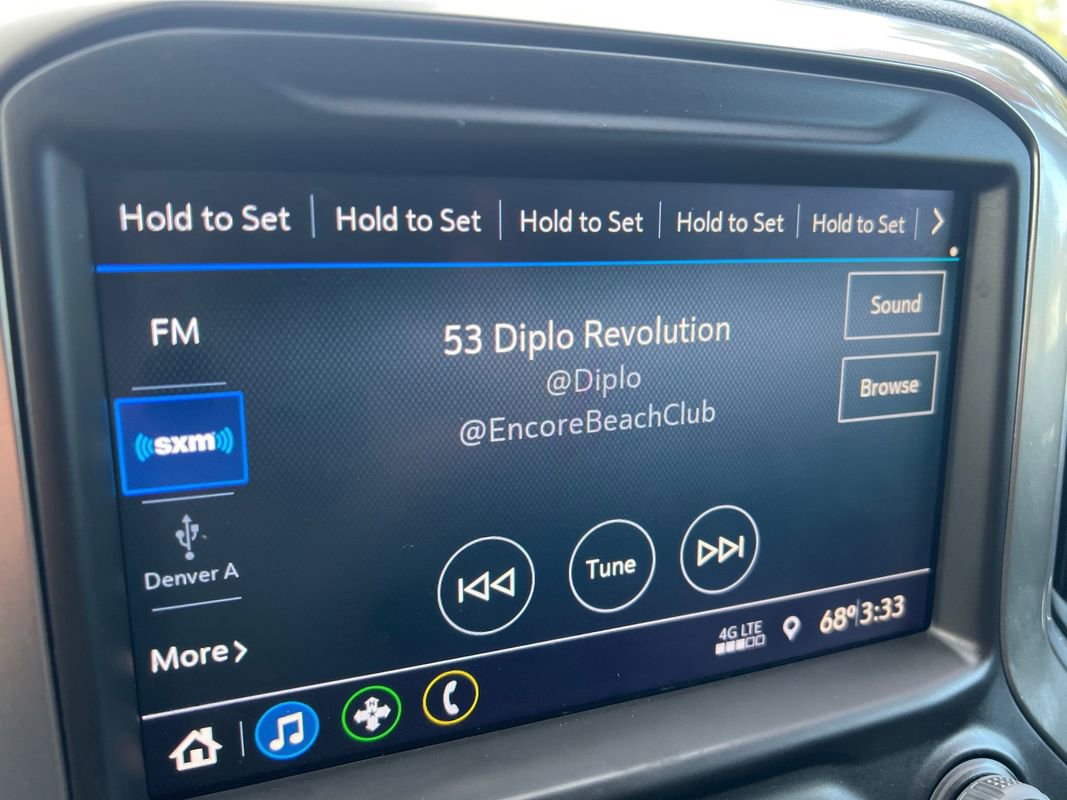 Hold to Set Hold to Set Hold to Set Hold to Set Hold to Set
FM
53 Diplo Revolution
@Diplo
@EncoreBeachClub
Sound
Browse
sxm
Denver A
Tune
More
4G LTE
68° 3:33
N